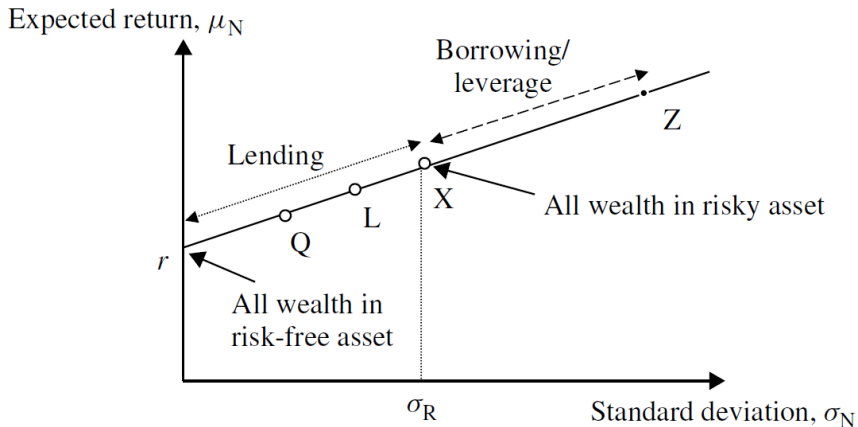 Expected return, μN
Borrowing/
leverage
Z
Lending
X
All wealth in risky asset
L
Q
r
All wealth in
risk-free asset
σR
Standard deviation, σN